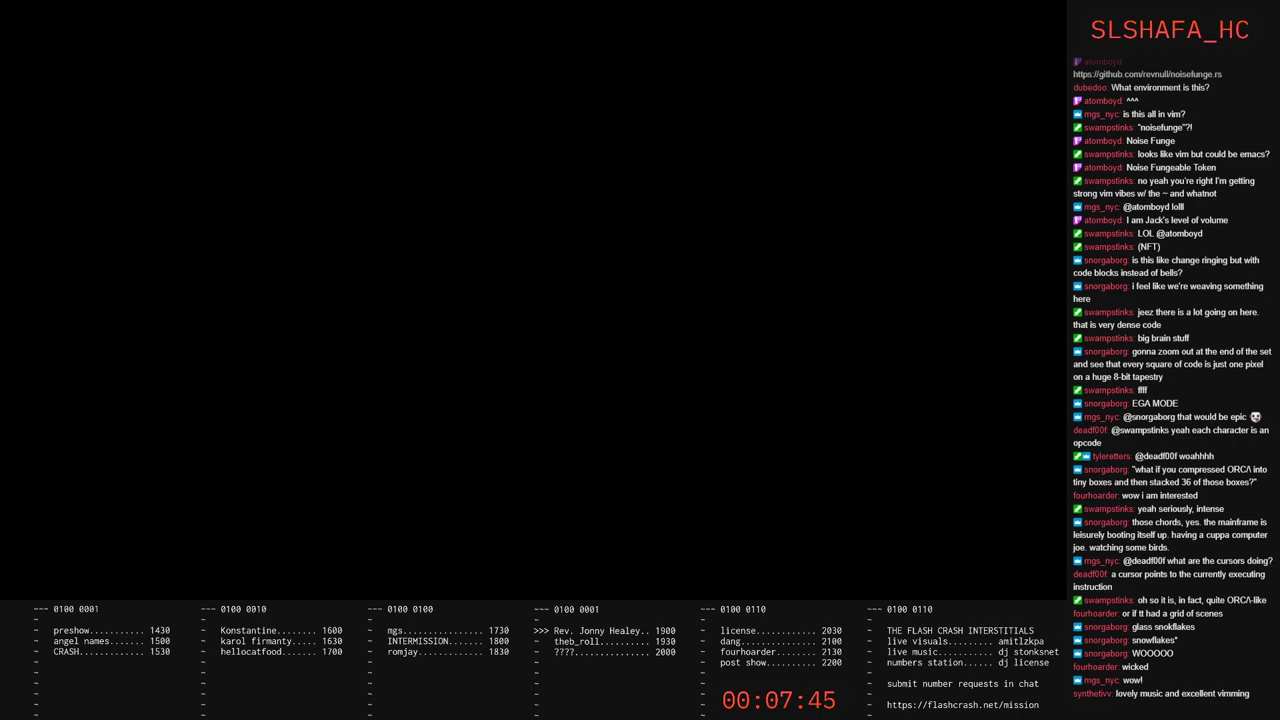 SLSHAFA_HC
atomboyd:
https://github.com/revnull/noisefunge.rs
dubedoo: What environment is this?
atomboyd: ^^^
mgs_nyc: is this all in vim?
swampstinks: "noisefunge"?!
atomboyd: Noise Funge
swampstinks: looks like vim but could be emacs?
atomboyd: Noise Fungeable Token
swampstinks: no yeah you're right I'm getting
strong vim vibes w/ the ~ and whatnot
mgs_nyc: @atomboyd lolll
atomboyd: I am Jack's level of volume
swampstinks: LOL @atomboyd
swampstinks: (NFT)
snorgaborg: is this like change ringing but with
code blocks instead of bells?
snorgaborg: i feel like we're weaving something
here
swampstinks: jeez there is a lot going on here.
that is very dense code
swampstinks: big brain stuff
snorgaborg: gonna zoom out at the end of the set
and see that every square of code is just one pixel
on a huge 8-bit tapestry
swampstinks: ffff
snorgaborg: EGA MODE
mgs_nyc: @snorgaborg that would be epic
deadf00f: @swampstinks yeah each character is an
opcode
tyleretters: @deadf00f woahhhh
snorgaborg: "what if you compressed ORC/\ into
tiny boxes and then stacked 36 of those boxes?"
fourhoarder: wow i am interested
swampstinks: yeah seriously, intense
snorgaborg: those chords, yes. the mainframe is
leisurely booting itself up. having a cuppa computer
joe. watching some birds.
mgs_nyc: @deadf00f what are the cursors doing?
deadf00f: a cursor points to the currently executing
instruction
swampstinks: oh so it is, in fact, quite ORC/\-like
fourhoarder: or if tt had a grid of scenes
snorgaborg: glass snoklfakes
snorgaborg: snowflakes*
snorgaborg: WOOOOO
fourhoarder: wicked
mgs_nyc: wow!
synthetivv: lovely music and excellent vimming
~~~ 0100 0001
~
~ preshow.......... 1430
~ angel names...... 1500
~ CRASH............ 1530
~
~
~
~
~
~
~~~ 0100 0010
~
~ Konstantine....... 1600
~ karol firmanty.... 1630
~ hellocatfood...... 1700
~
~
~
~
~
~
~~~ 0100 0100
~
~ mgs............... 1730
~ INTERMISSION...... 1800
~ romjay............ 1830
~
~
~
~
~
~
~~~ 0100 0001
~
>>> Rev. Jonny Healey.. 1900
~ theb_roll.......... 1930
~ ????............... 2000
~
~
~
~
~
~
~~~ 0100 0110
~
~ license........... 2030
~ dang.............. 2100
~ fourhoarder....... 2130
~ post show......... 2200
~
~
~ 00:07:45
~
~
~~~ 0100 0110
~
~ THE FLASH CRASH INTERSTITIALS
~ live visuals...... amitlzkpa
~ live music...... dj stonksnet
~ numbers station...... dj license
~
~ submit number requests in chat
~
~ https://flashcrash.net/mission
~